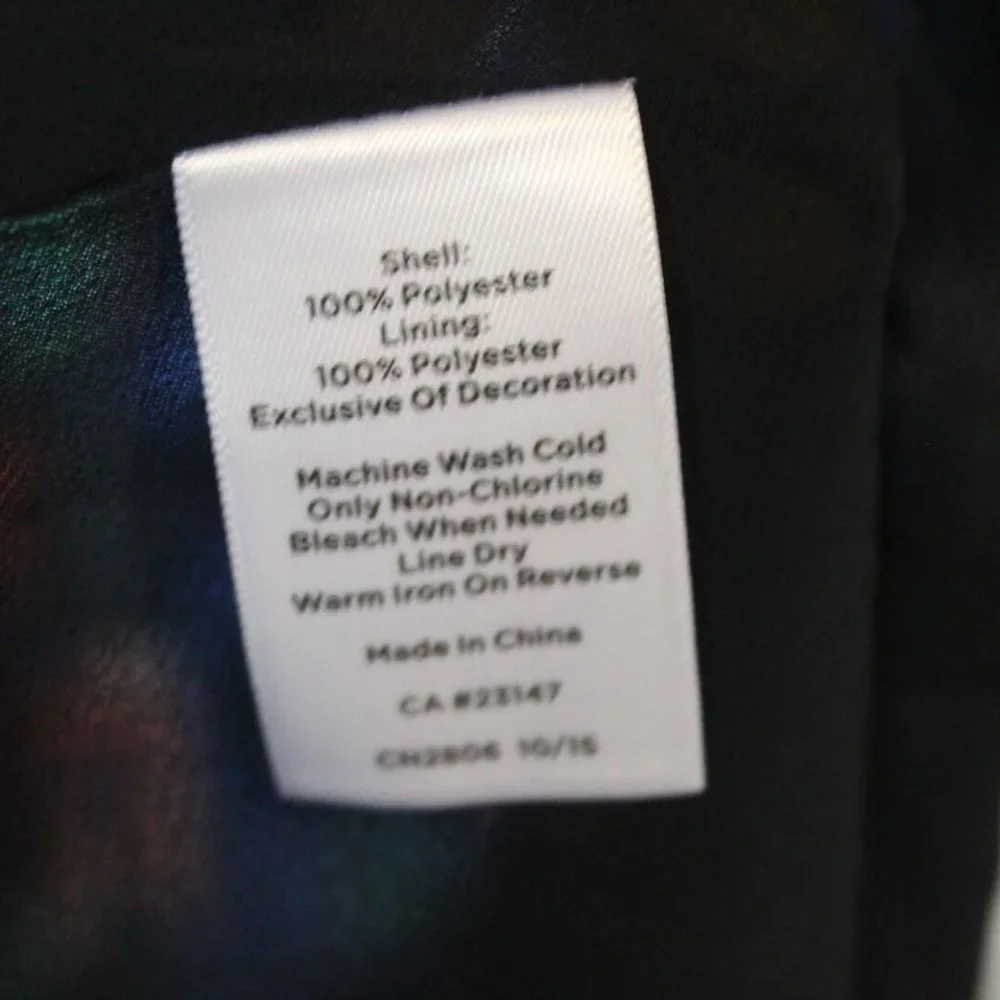 Shell:
100% Polyester
Lining:
100% Polyester
Exclusive Of Decoration
Machine Wash Cold
Only Non-Chlorine
Bleach When Needed
Line Dry
Warm Iron On Reverse
Made In China
CA #23147
CN2806 10/15